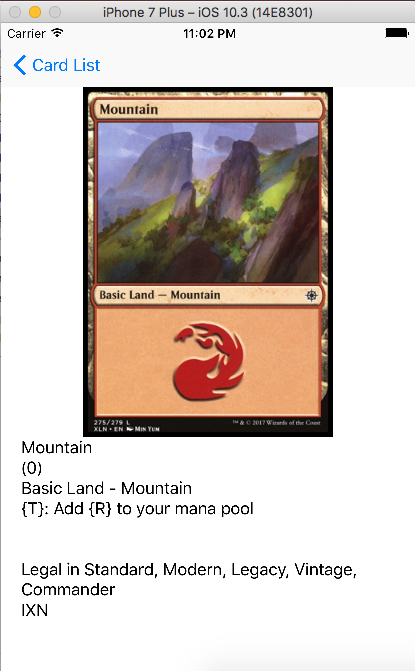 iPhone 7 Plus – iOS 10.3 (14E8301)
Carrier 11:02 PM
Card List
Mountain
Basic Land — Mountain
275/279 L
XLN • EN Min Yum ™ & © 2017 Wizards of the Coast
Mountain
(0)
Basic Land - Mountain
{T}: Add {R} to your mana pool
Legal in Standard, Modern, Legacy, Vintage,
Commander
IXN